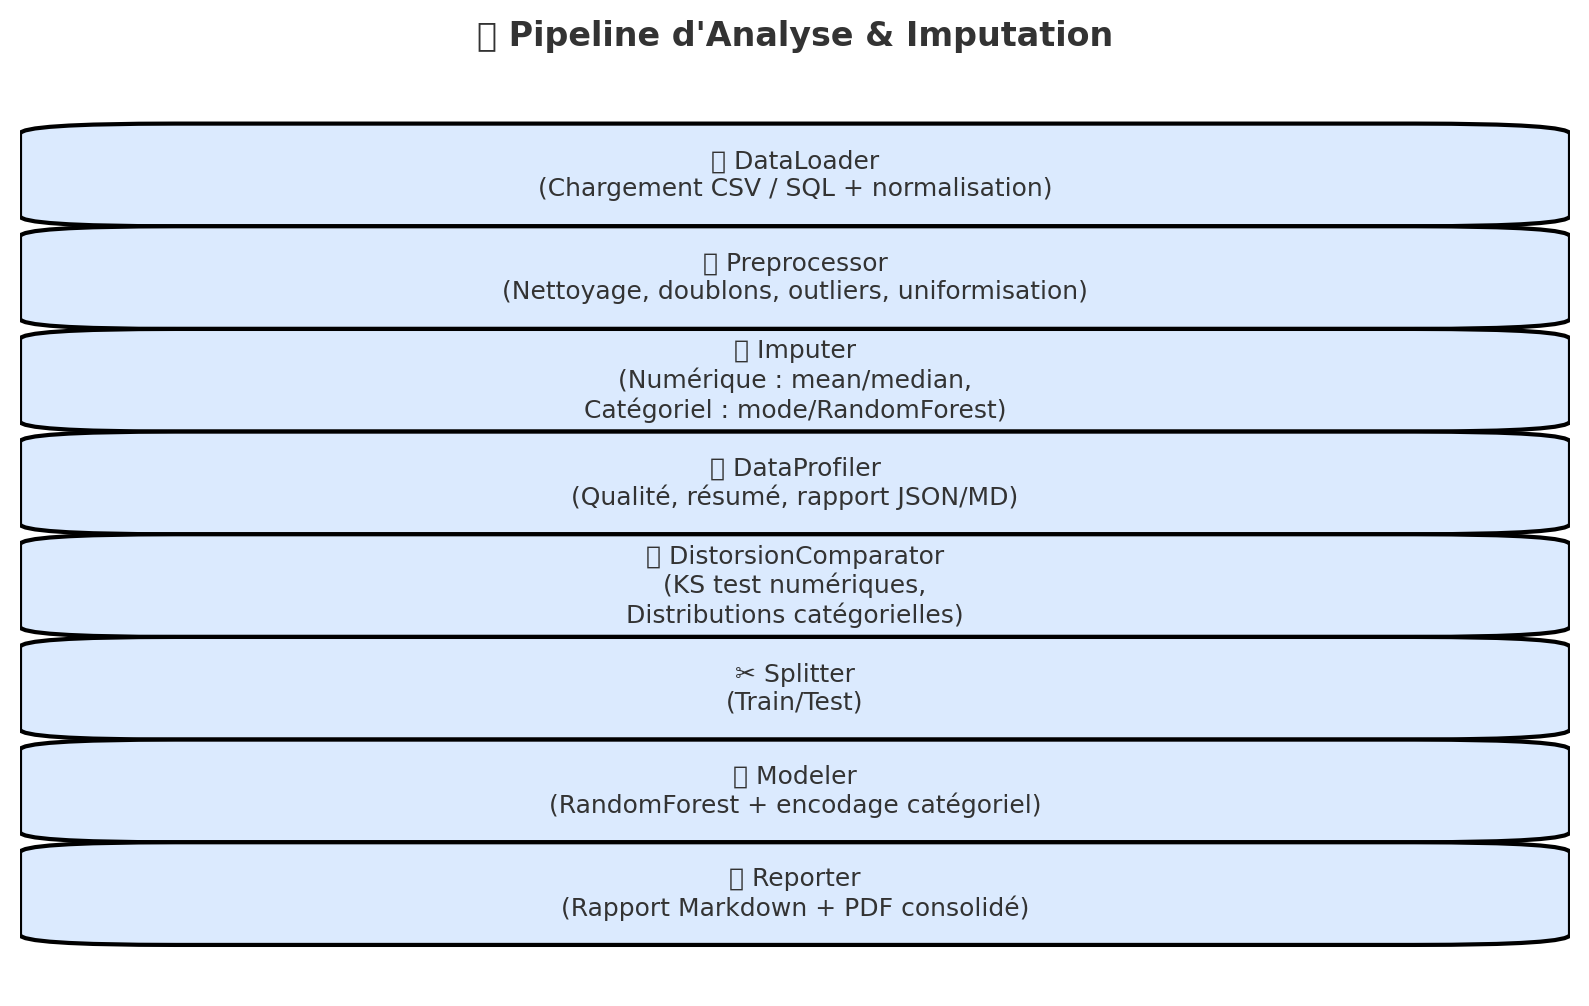 Pipeline d'Analyse & Imputation
DataLoader
(Chargement CSV / SQL + normalisation)
Preprocessor
(Nettoyage, doublons, outliers, uniformisation)
Imputer
(Numérique : mean/median,
Catégoriel : mode/RandomForest)
DataProfiler
(Qualité, résumé, rapport JSON/MD)
DistorsionComparator
(KS test numériques,
Distributions catégorielles)
✂ Splitter
(Train/Test)
Modeler
(RandomForest + encodage catégoriel)
Reporter
(Rapport Markdown + PDF consolidé)